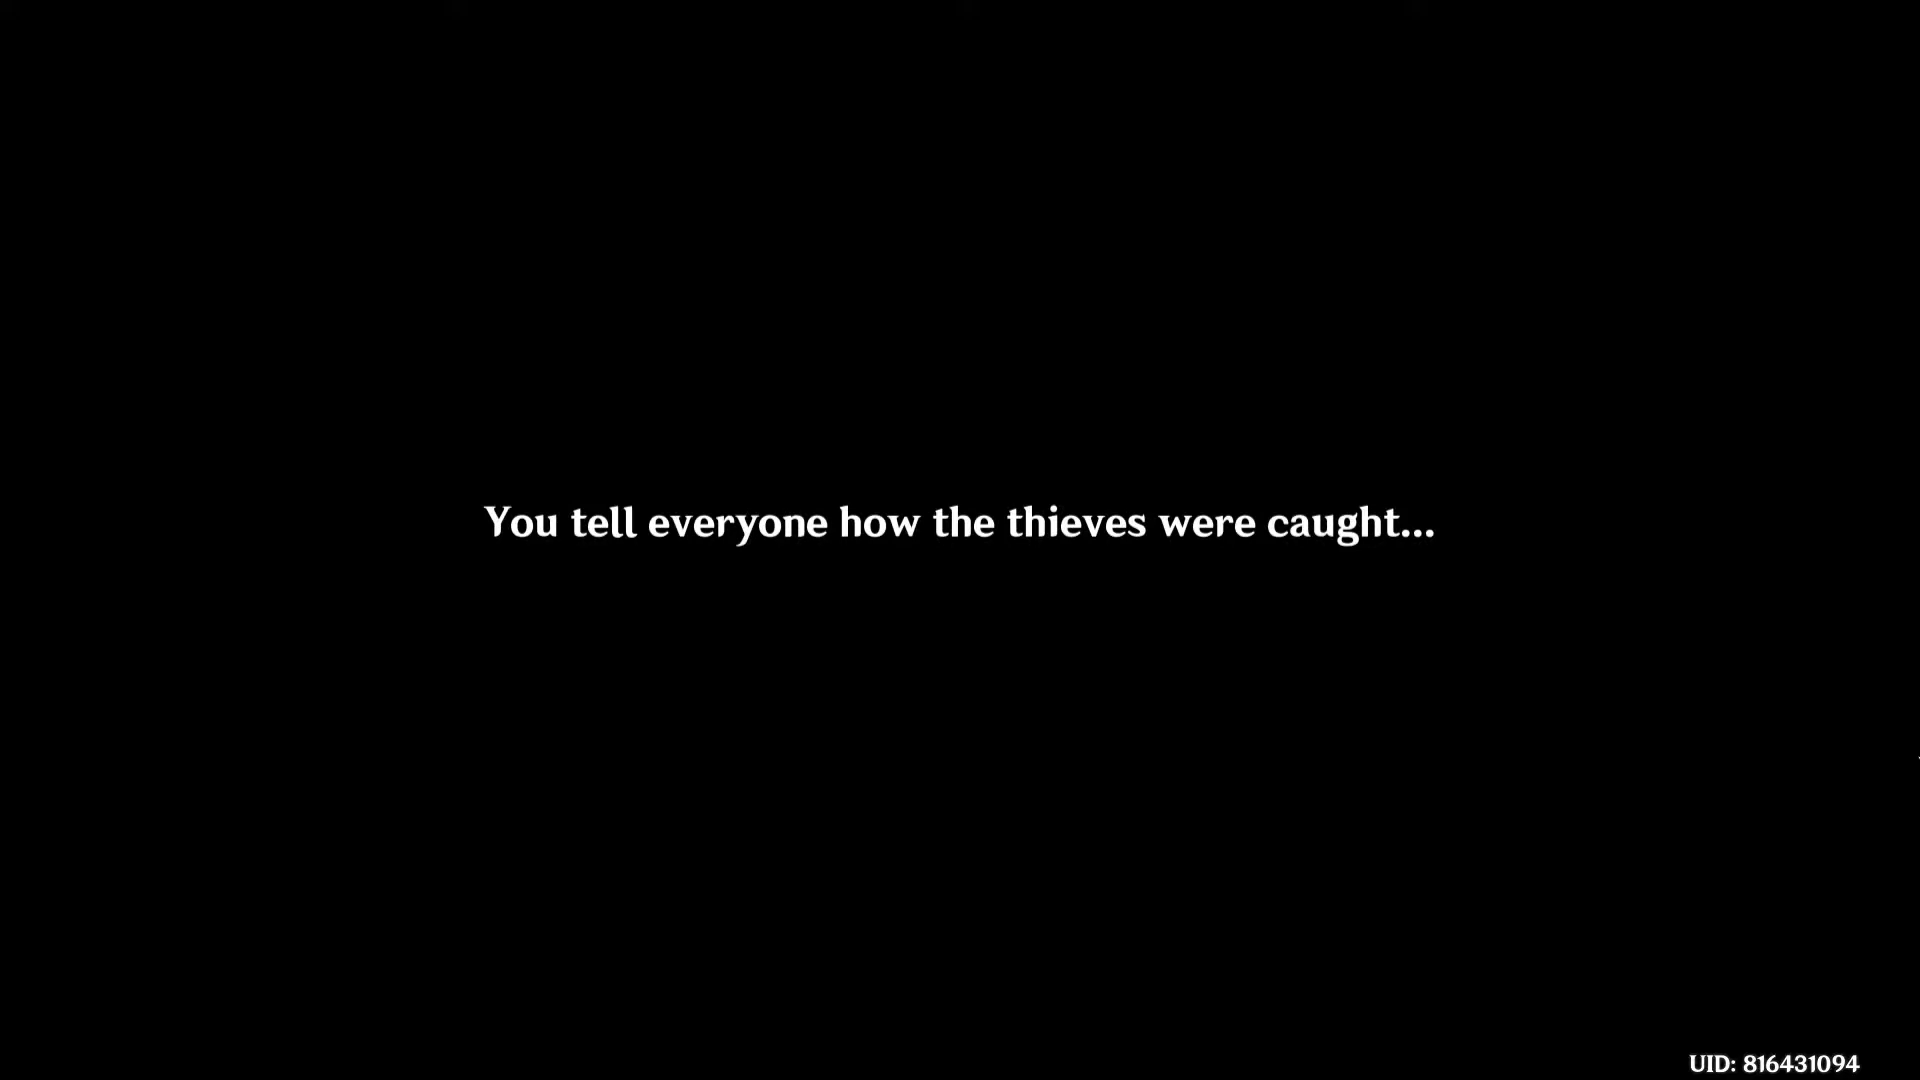 You tell everyone how the thieves were caught...
UID: 816431094